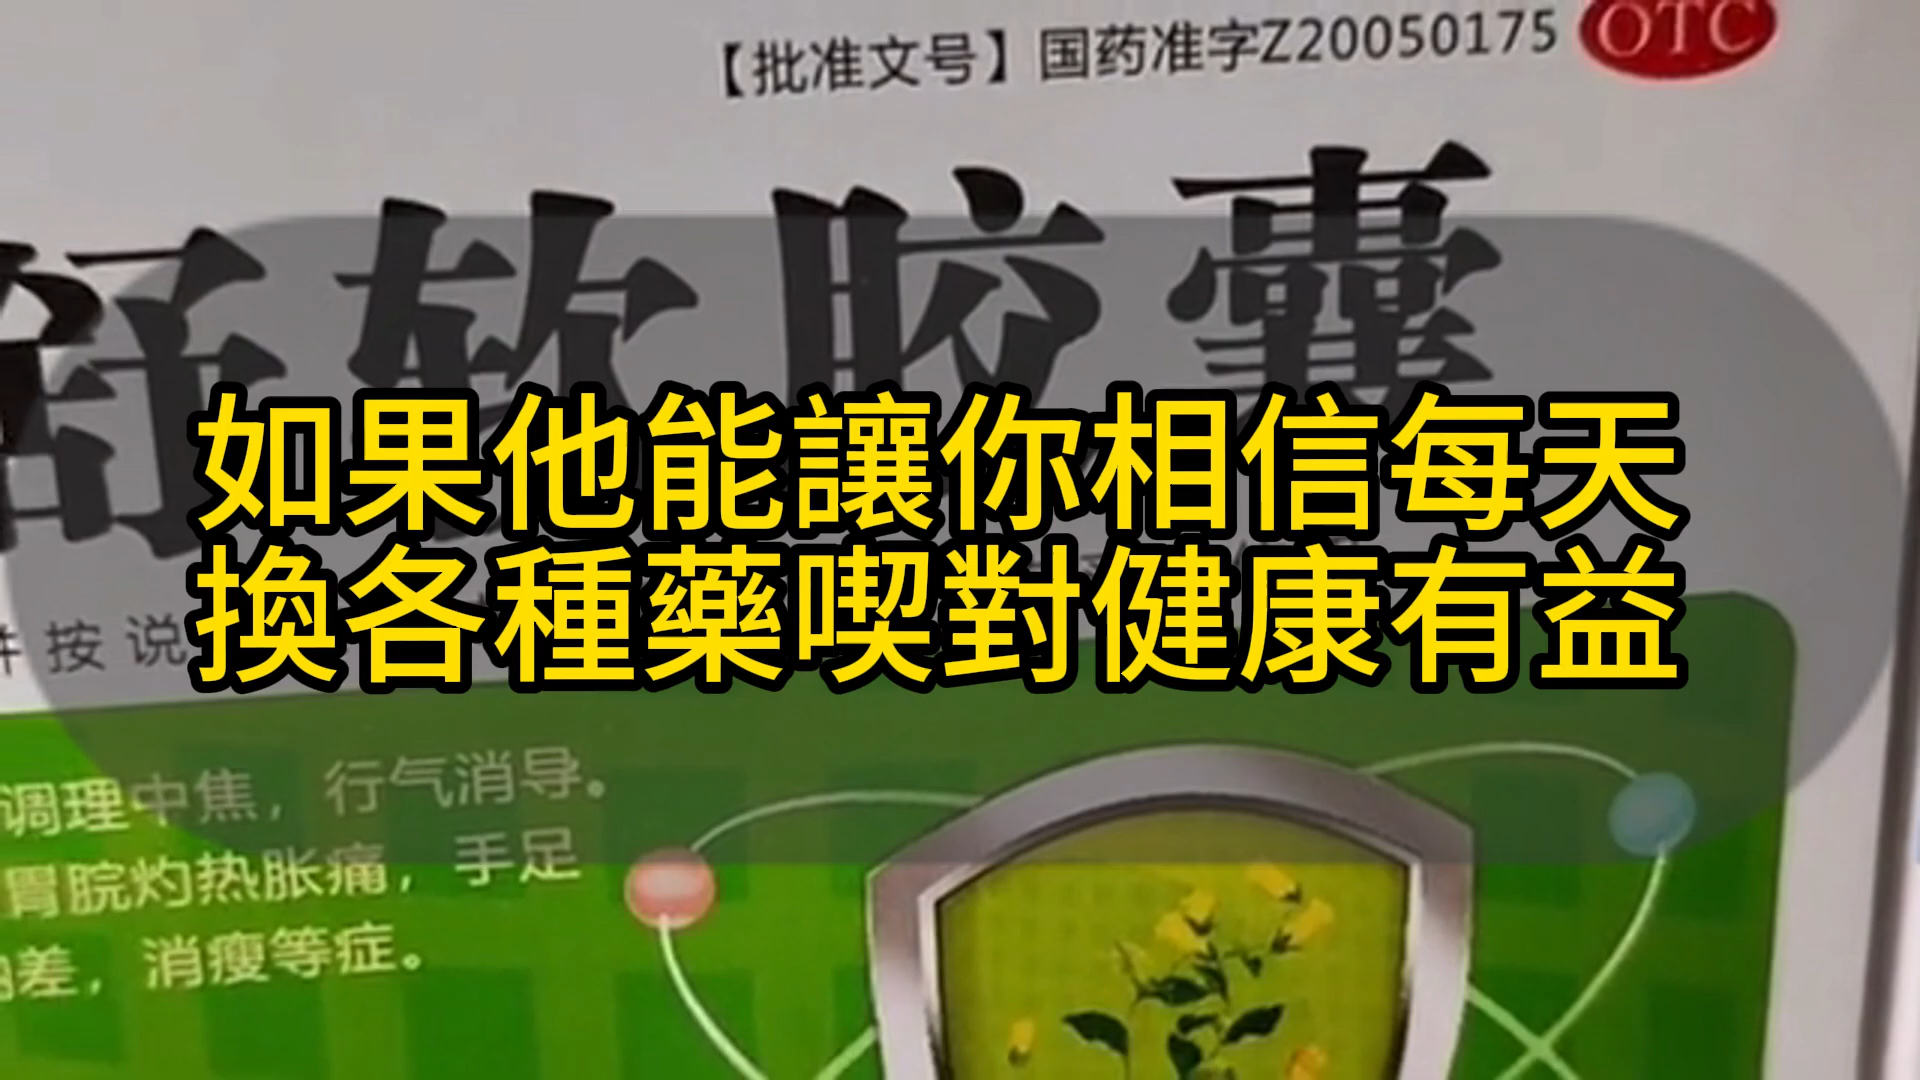 【批准文号】国药准字Z20050175 OTC
舒软胶囊
如果他能讓你相信每天
換各種藥喫對健康有益
按说
调理中焦，行气消导。
胃脘灼热胀痛，手足
差，消瘦等症。